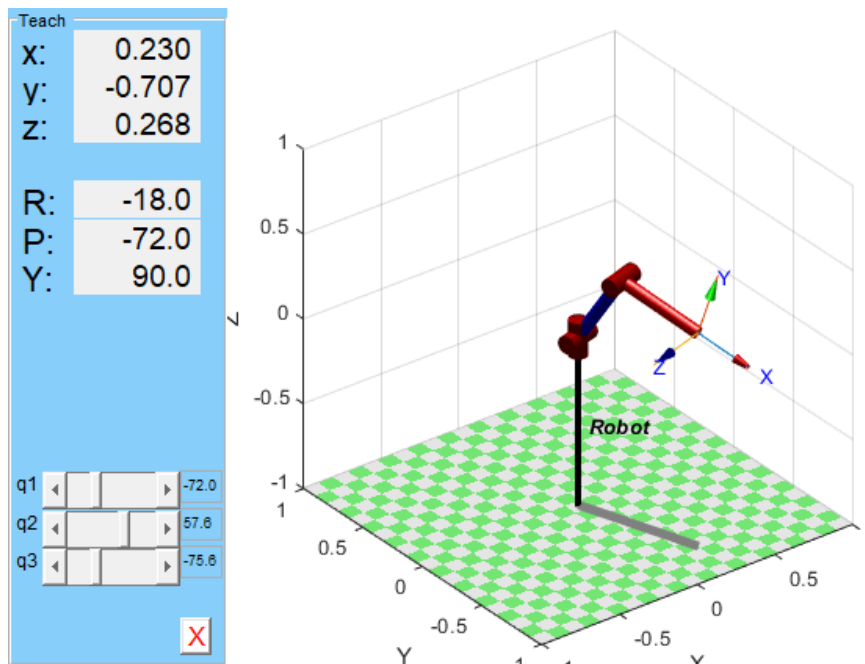 Teach
x: 0.230
y: -0.707
z: 0.268
R: -18.0
P: -72.0
Y: 90.0
q1 -72.0
q2 57.6
q3 -75.6
X
1
0.5
0
-0.5
-1
Z
1
0.5
0
-0.5
-1
Y
-0.5
0
0.5
X
Robot
X
Y
Z